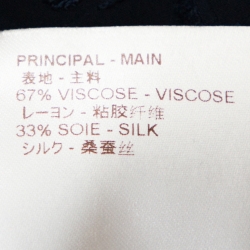 PRINCIPAL - MAIN
表地 - 主料
67% VISCOSE - VISCOSE
レーヨン - 粘胶纤维
33% SOIE - SILK
シルク - 桑蚕丝